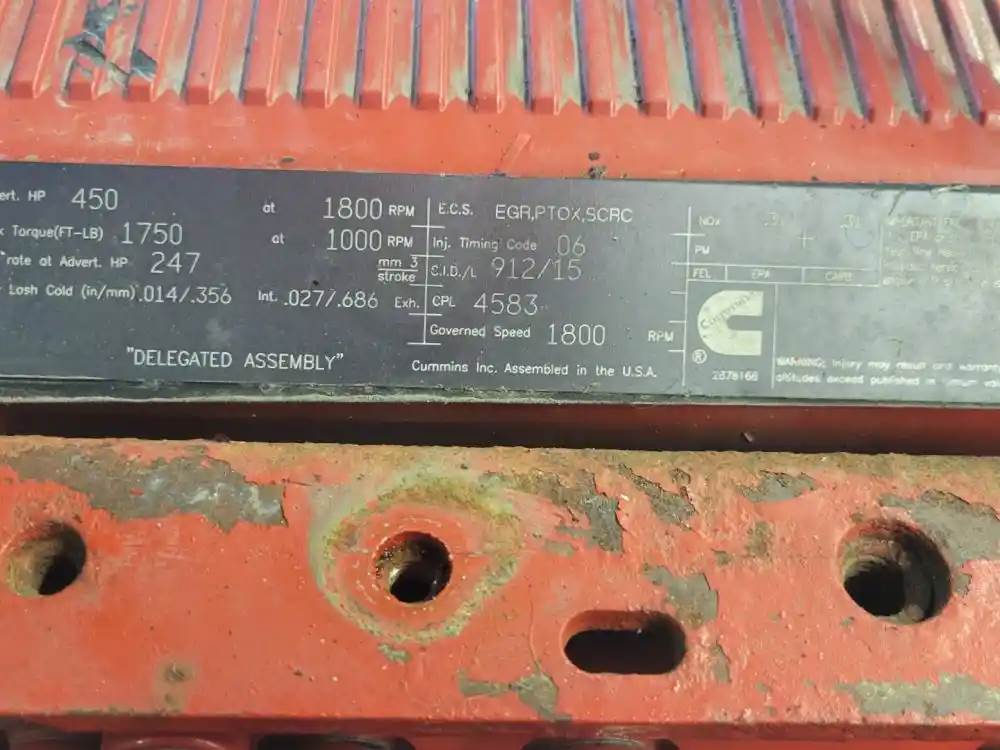 ert. HP 450 at 1800 RPM
x Torque(FT-LB) 1750 at 1000 RPM
rate at Advert. HP 247 mm 3 stroke
Lash Cold (in/mm) .014/.356 Int. .027/.686 Exh.
"DELEGATED ASSEMBLY"
E.C.S. EGR,PTOX,SCRC
Inj. Timing Code 06
C.I.D./L 912/15
CPL 4583
Governed Speed 1800 RPM
Cummins Inc. Assembled in the U.S.A.
NOx
PM
FEL EPA CARB
Cummins
®
2878166
WARNING: Injury may result and warran
altitudes exceed published